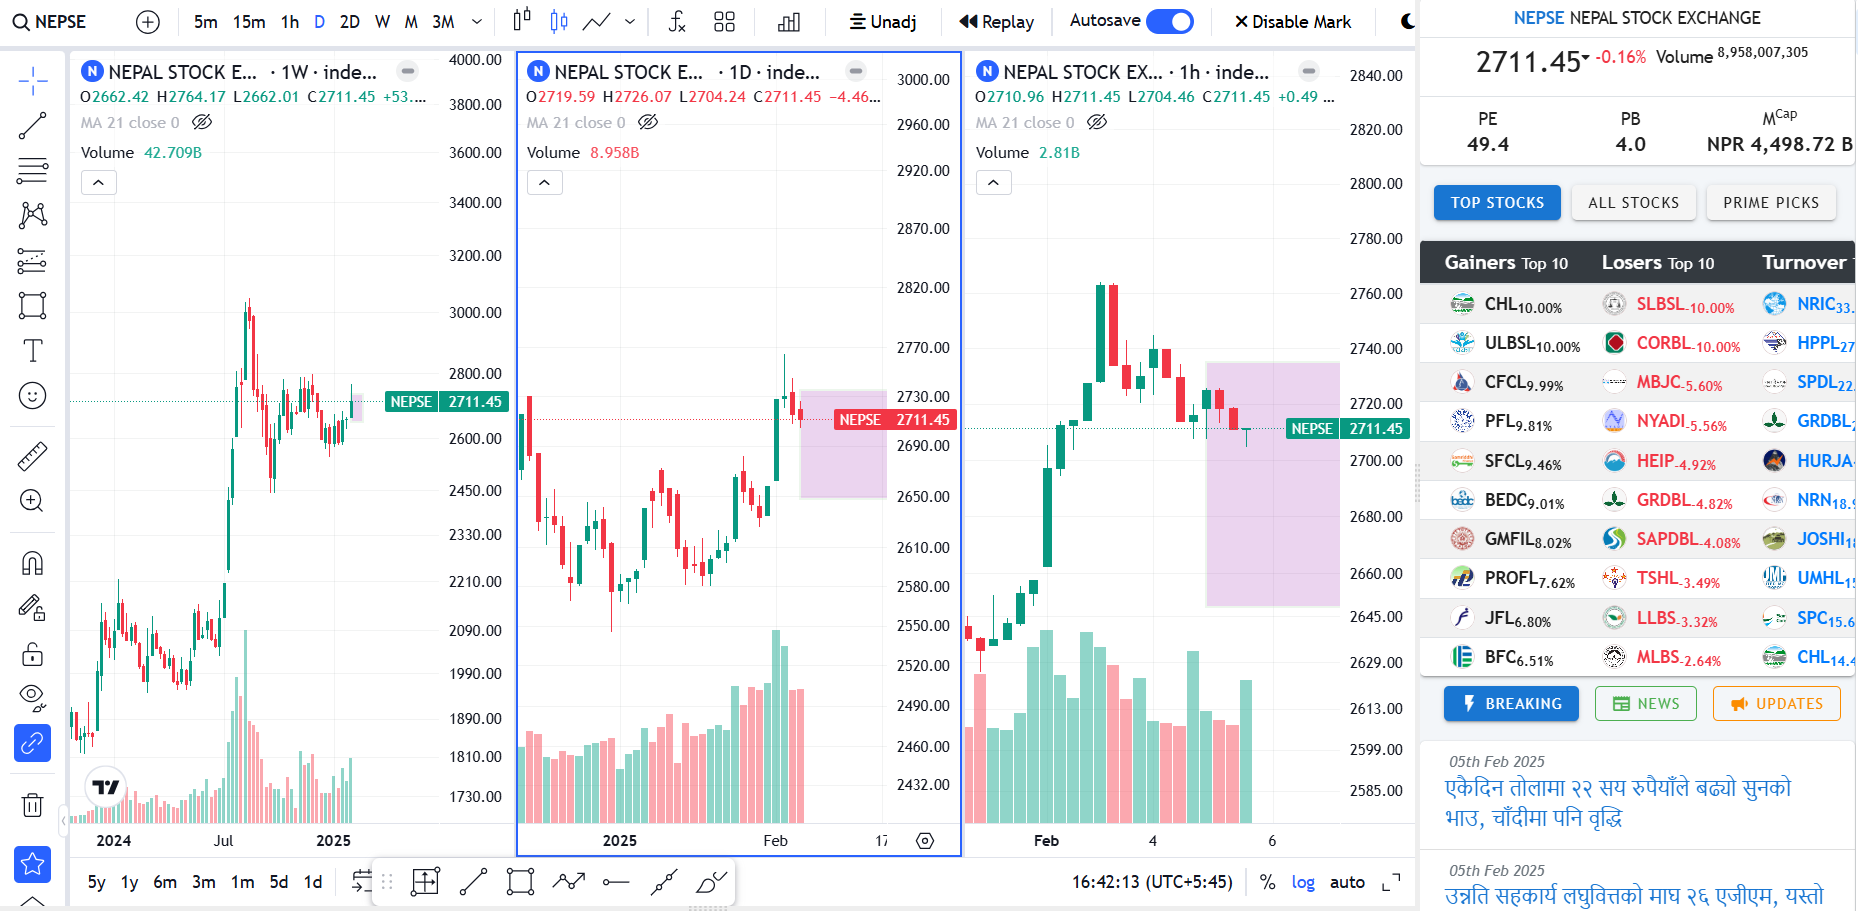 NEPSE
5m 15m 1h D 2D W M 3M
Unadj
Replay
Autosave
Disable Mark
N NEPAL STOCK E... · 1W · inde...
O2662.42 H2764.17 L2662.01 C2711.45 +53....
MA 21 close 0
Volume 42.709B
4000.00
3800.00
3600.00
3400.00
3200.00
3000.00
2800.00
NEPSE 2711.45
2600.00
2450.00
2330.00
2210.00
2090.00
1990.00
1890.00
1810.00
1730.00
2024 Jul 2025
N NEPAL STOCK E... · 1D · inde...
O2719.59 H2726.07 L2704.24 C2711.45 −4.46...
MA 21 close 0
Volume 8.958B
3000.00
2960.00
2920.00
2870.00
2820.00
2770.00
2730.00
NEPSE 2711.45
2690.00
2650.00
2610.00
2580.00
2550.00
2520.00
2490.00
2460.00
2432.00
2025 Feb 17
N NEPAL STOCK EX... · 1h · inde...
O2710.96 H2711.45 L2704.46 C2711.45 +0.49 ...
MA 21 close 0
Volume 2.81B
2840.00
2820.00
2800.00
2780.00
2760.00
2740.00
2720.00
NEPSE 2711.45
2700.00
2680.00
2660.00
2645.00
2629.00
2613.00
2599.00
2585.00
Feb 4 6
5y 1y 6m 3m 1m 5d 1d
16:42:13 (UTC+5:45) % log auto
NEPSE NEPAL STOCK EXCHANGE
2711.45 -0.16% Volume 8,958,007,305
PE PB MCap
49.4 4.0 NPR 4,498.72 B
TOP STOCKS ALL STOCKS PRIME PICKS
Gainers Top 10 Losers Top 10 Turnover
CHL10.00% SLBSL-10.00% NRIC33.
ULBSL10.00% CORBL-10.00% HPPL27
CFCL9.99% MBJC-5.60% SPDL22.
PFL9.81% NYADI-5.56% GRDBL
SFCL9.46% HEIP-4.92% HURJA
BEDC9.01% GRDBL-4.82% NRN18.9
GMFIL8.02% SAPDBL-4.08% JOSHI18
PROFL7.62% TSHL-3.49% UMHL15
JFL6.80% LLBS-3.32% SPC15.6
BFC6.51% MLBS-2.64% CHL14.4
BREAKING NEWS UPDATES
05th Feb 2025
एकैदिन तोलामा २२ सय रुपैयाँले बढ्यो सुनको
भाउ, चाँदीमा पनि वृद्धि
05th Feb 2025
उन्नति सहकार्य लघुवित्तको माघ २६ एजीएम, यस्तो